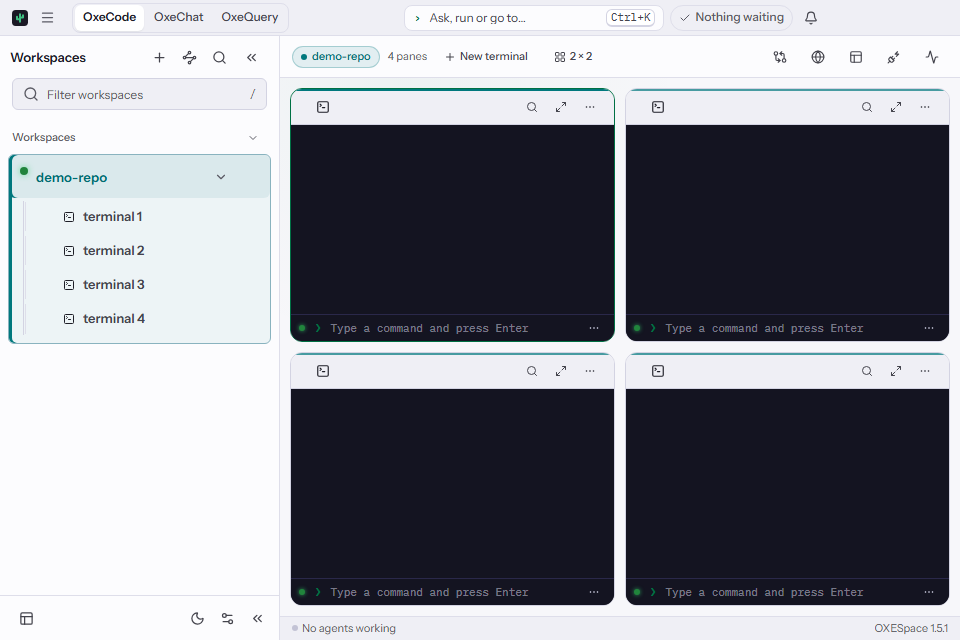 OxeCode OxeChat OxeQuery
Ask, run or go to... Ctrl+K
Nothing waiting
Workspaces
demo-repo 4 panes New terminal 2×2
Filter workspaces /
Workspaces
demo-repo
terminal 1
terminal 2
terminal 3
terminal 4
Type a command and press Enter
Type a command and press Enter
Type a command and press Enter
Type a command and press Enter
No agents working
OXESpace 1.5.1